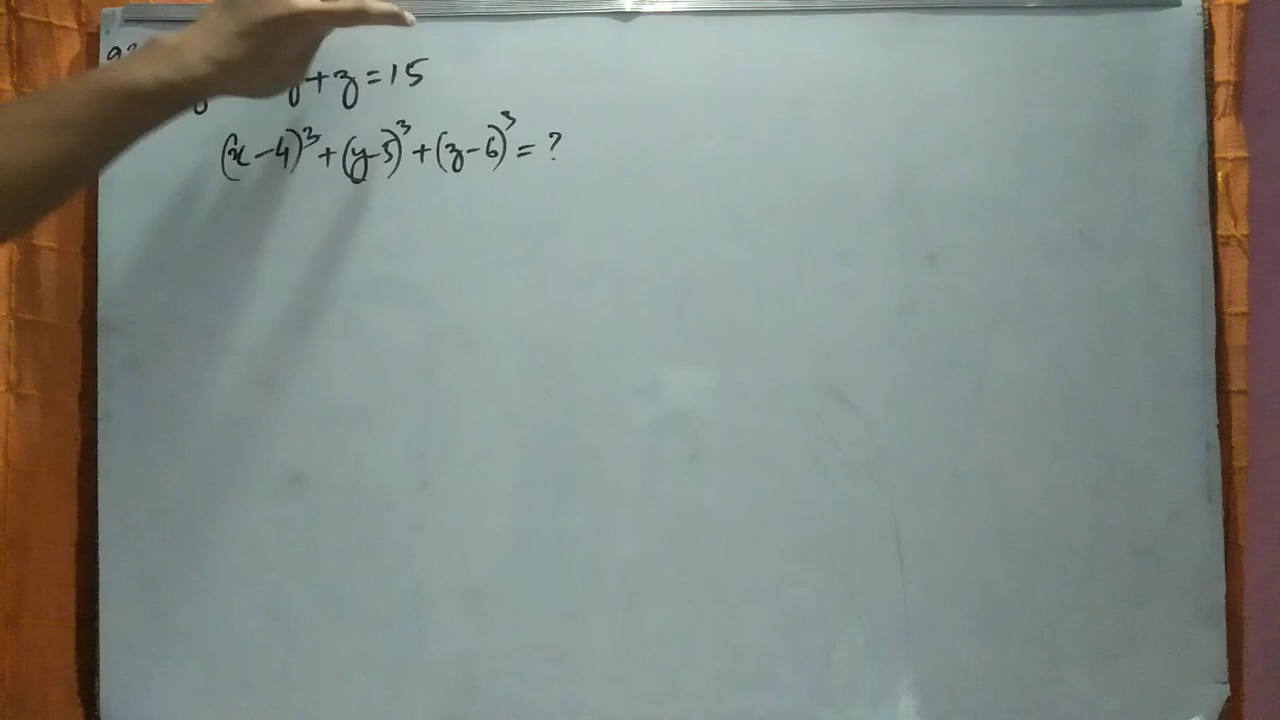 y + z = 15
(x - 4)³ + (y - 5)³ + (z - 6)³ = ?